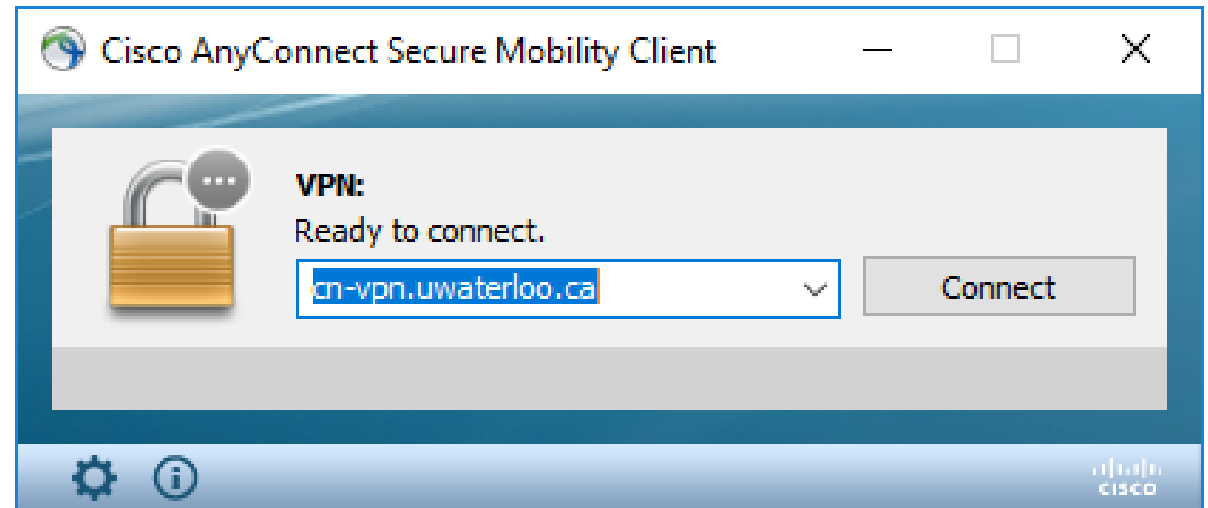 Cisco AnyConnect Secure Mobility Client
VPN:
Ready to connect.
cn-vpn.uwaterloo.ca
Connect
CISCO